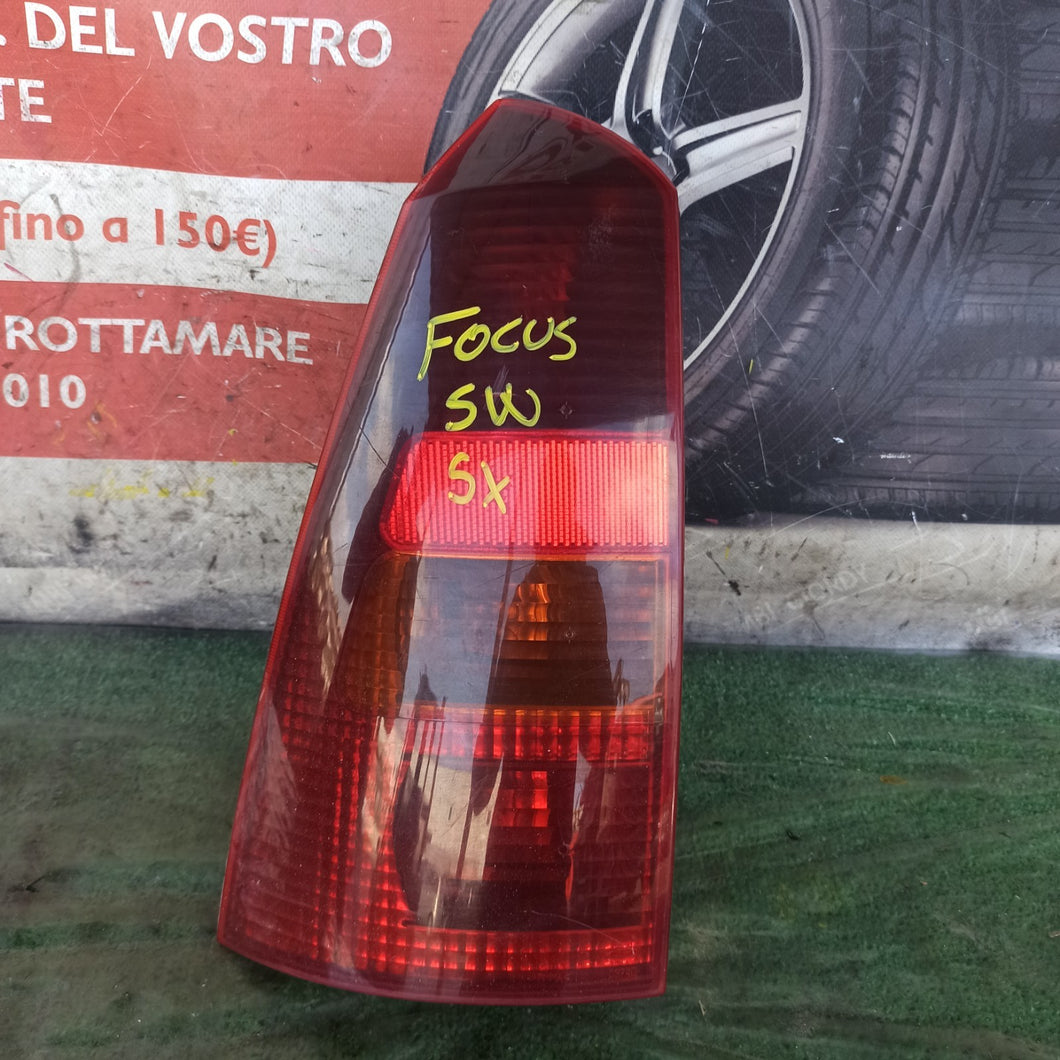 . DEL VOSTRO
TE
fino a 150€)
ROTTAMARE
010
FOCUS
SW
SX